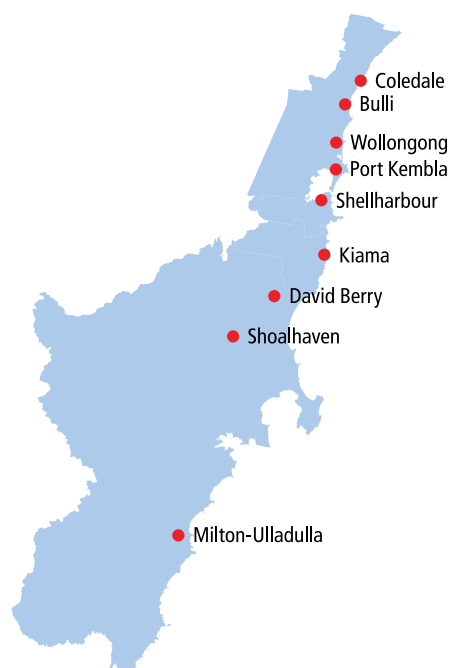 Coledale
Bulli
Wollongong
Port Kembla
Shellharbour
Kiama
David Berry
Shoalhaven
Milton-Ulladulla